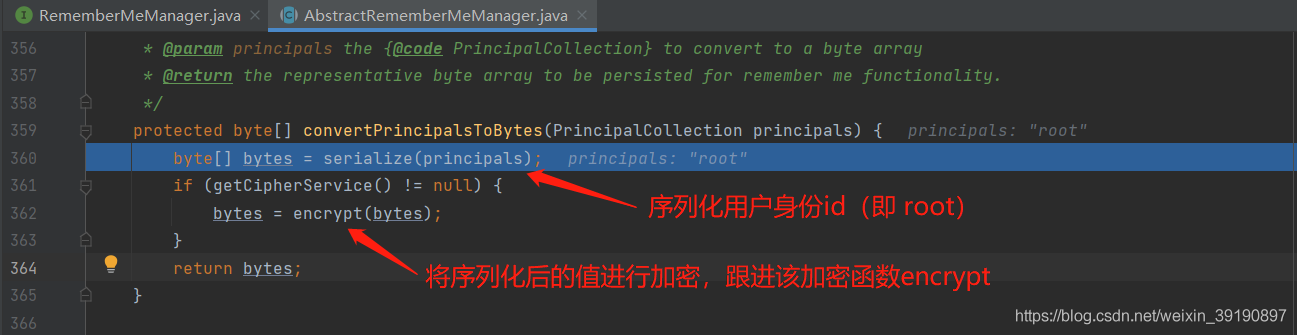 RememberMeManager.java × AbstractRememberMeManager.java ×
356 * @param principals the {@code PrincipalCollection} to convert to a byte array
357 * @return the representative byte array to be persisted for remember me functionality.
358 */
359 protected byte[] convertPrincipalsToBytes(PrincipalCollection principals) { principals: "root"
360 byte[] bytes = serialize(principals); principals: "root"
361 if (getCipherService() != null) {
序列化用户身份id（即 root）
362 bytes = encrypt(bytes);
363 }
364 return bytes;
将序列化后的值进行加密，跟进该加密函数encrypt
365 }
https://blog.csdn.net/weixin_39190897
366